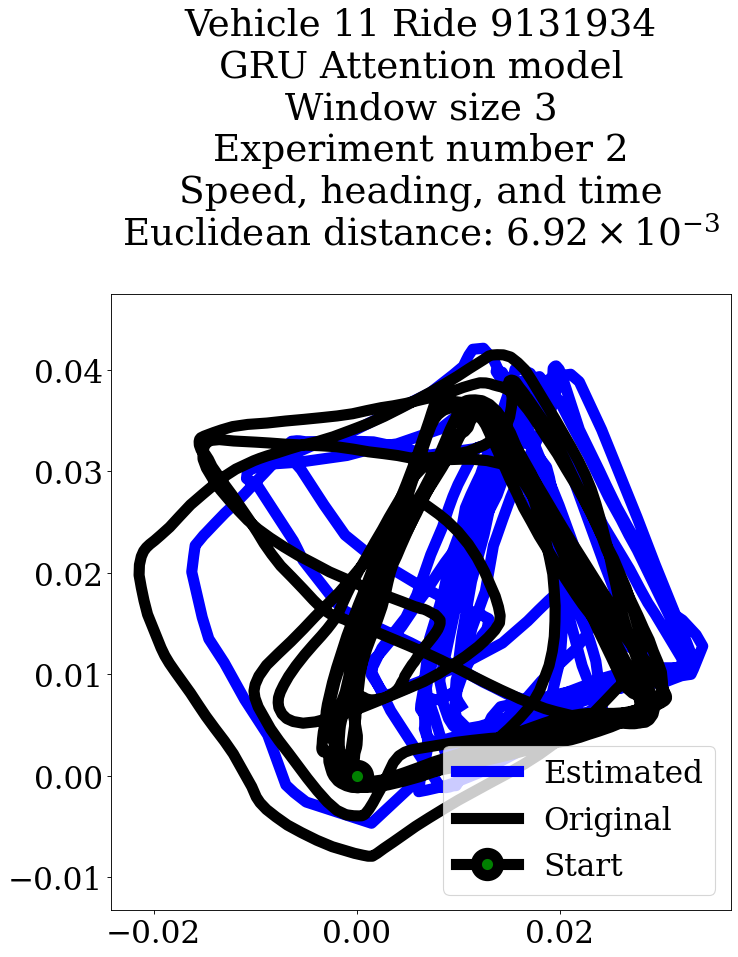 Vehicle 11 Ride 9131934
GRU Attention model
Window size 3
Experiment number 2
Speed, heading, and time
Euclidean distance: 6.92 × 10⁻³
0.04
0.03
0.02
0.01
0.00
−0.01
−0.02
0.00
0.02
Estimated
Original
Start